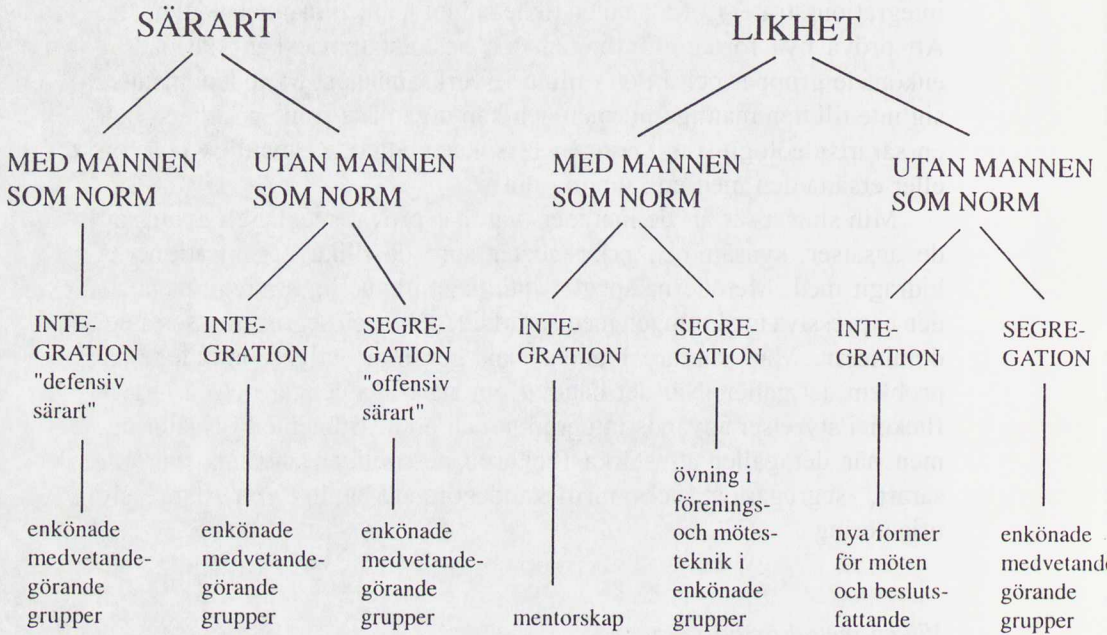 SÄRART
LIKHET
MED MANNEN
SOM NORM
UTAN MANNEN
SOM NORM
MED MANNEN
SOM NORM
UTAN MANNEN
SOM NORM
INTE-
GRATION
"defensiv
särart"
INTE-
GRATION
SEGRE-
GATION
"offensiv
särart"
INTE-
GRATION
SEGRE-
GATION
INTE-
GRATION
SEGRE-
GATION
enkönade
medvetande-
görande
grupper
enkönade
medvetande-
görande
grupper
enkönade
medvetande-
görande
grupper
mentorskap
övning i
förenings-
och mötes-
teknik i
enkönade
grupper
nya former
för möten
och besluts-
fattande
enkönade
medvetande
görande
grupper